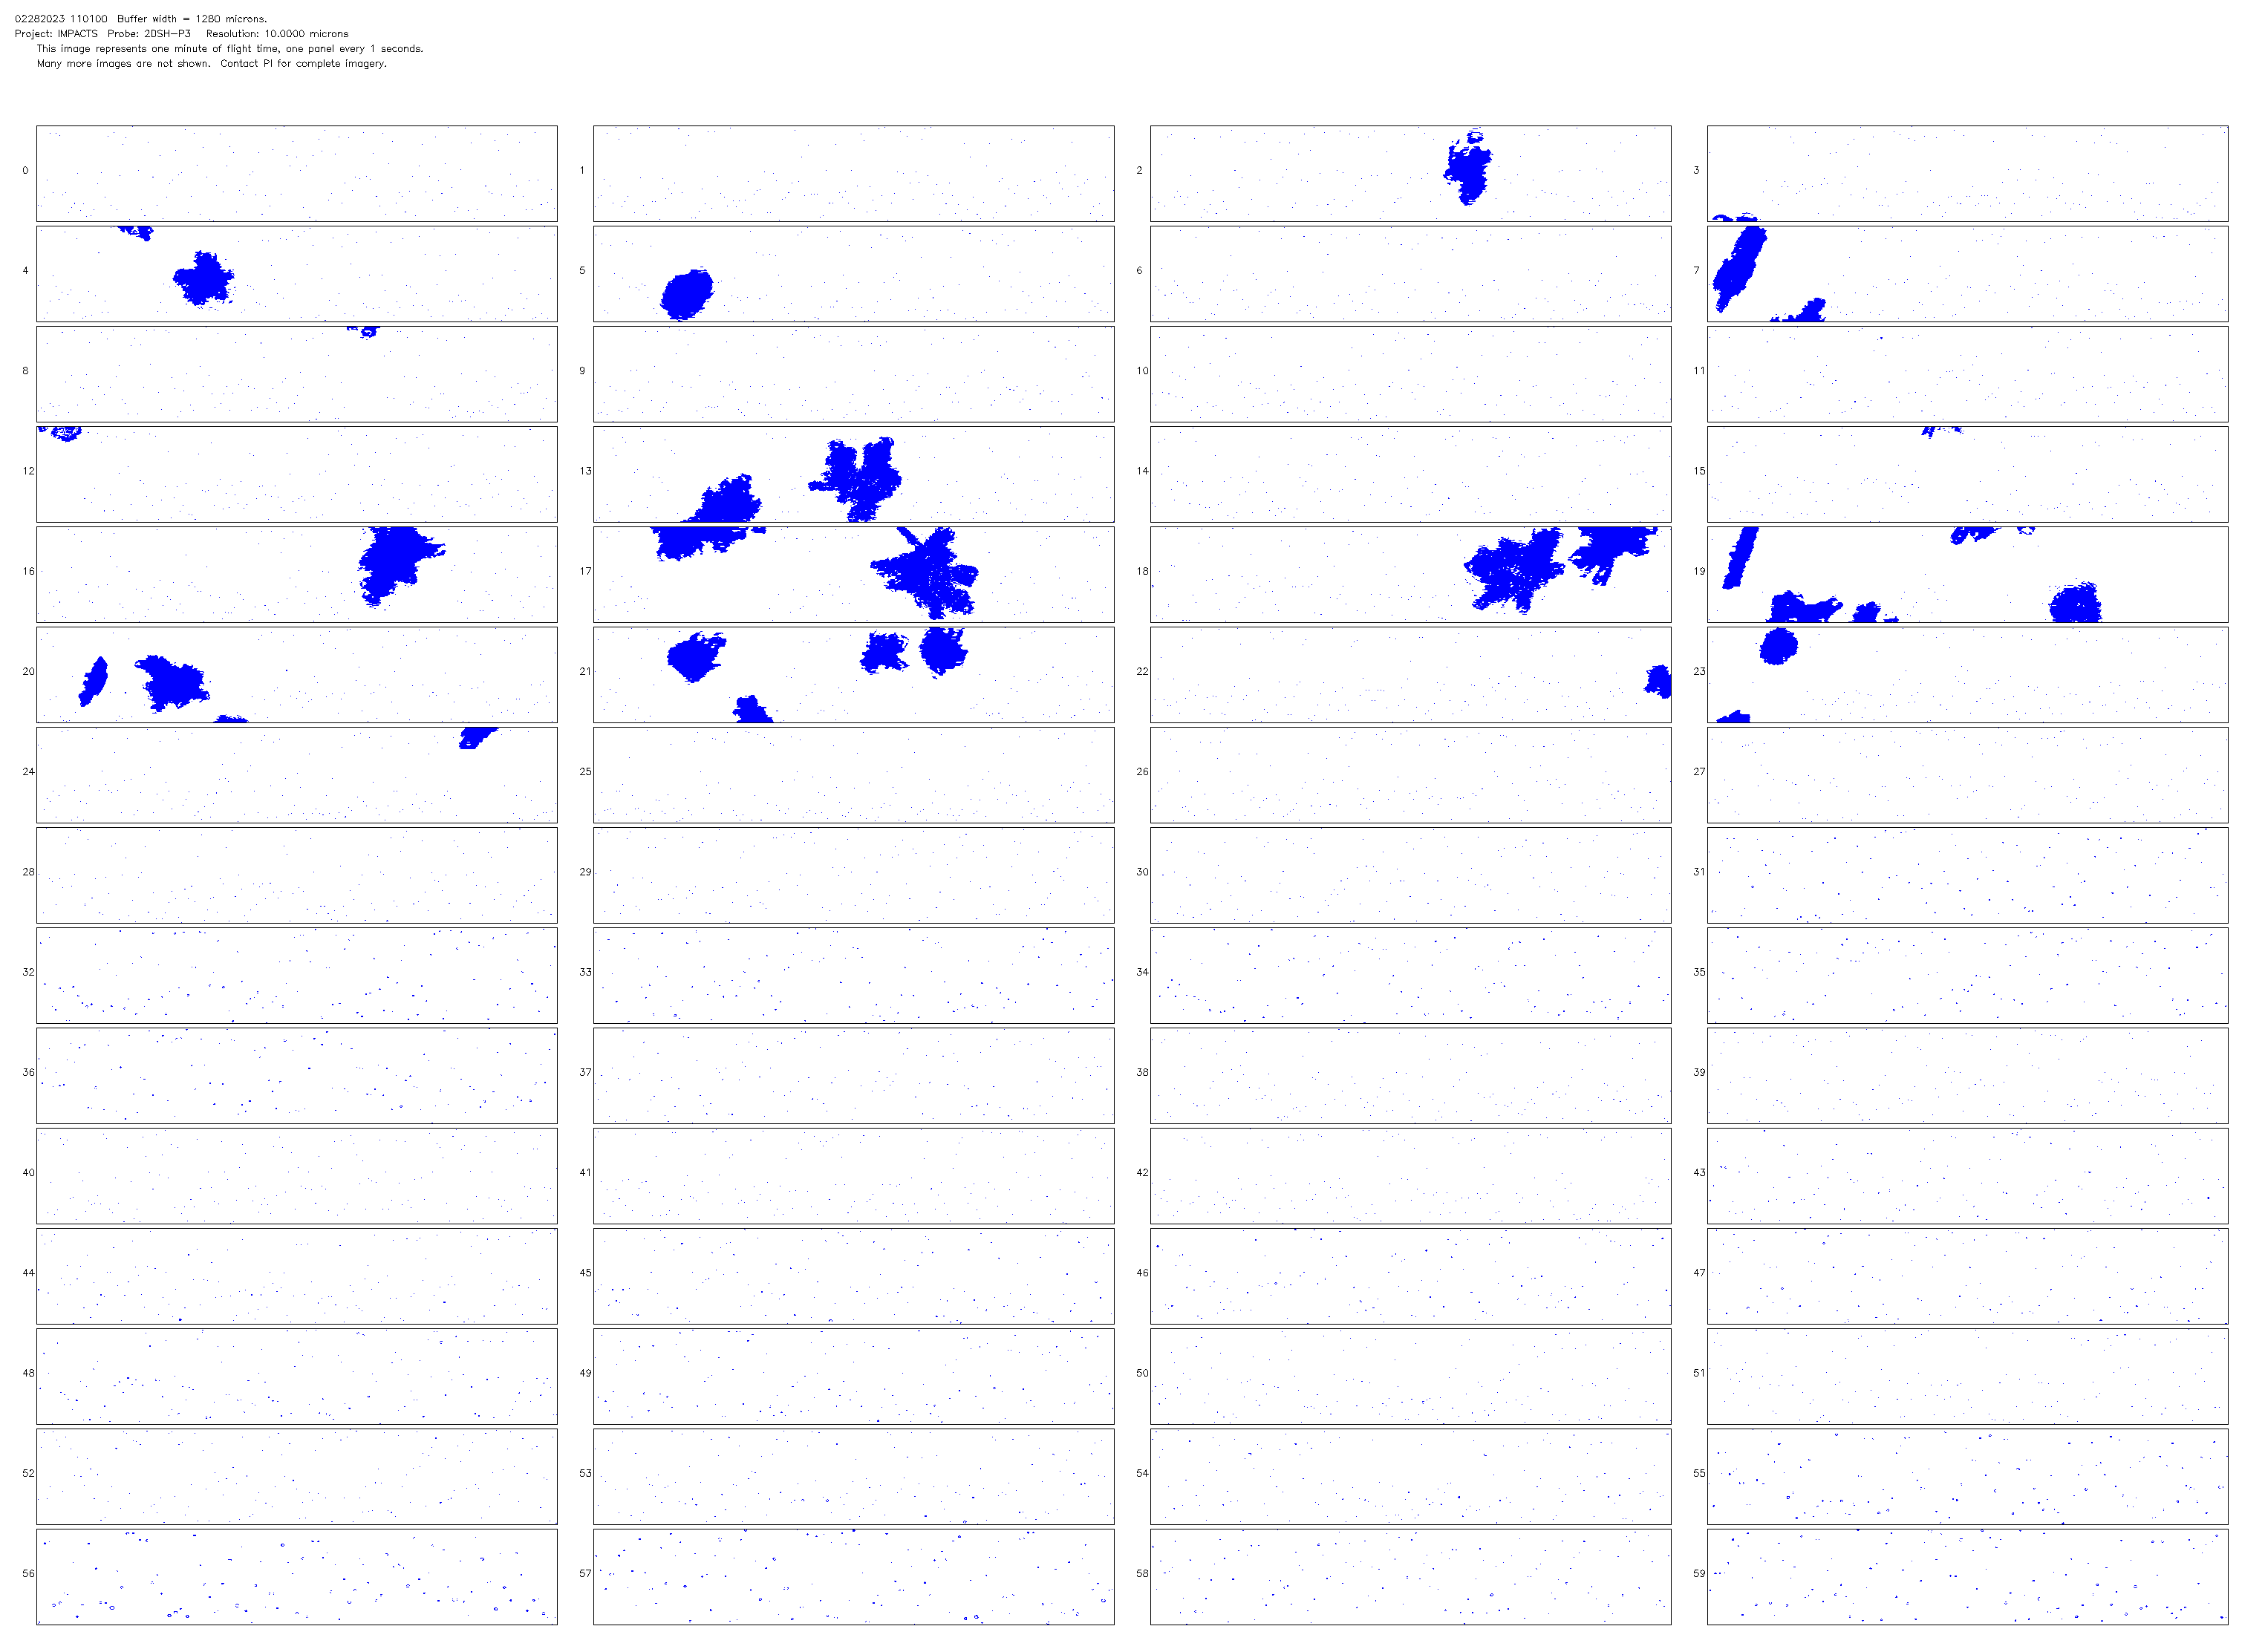 02282023 110100 Buffer width = 1280 microns.
Project: IMPACTS Probe: 2DSH-P3 Resolution: 10.0000 microns
This image represents one minute of flight time, one panel every 1 seconds.
Many more images are not shown. Contact PI for complete imagery.
0 1 2 3
4 5 6 7
8 9 10 11
12 13 14 15
16 17 18 19
20 21 22 23
24 25 26 27
28 29 30 31
32 33 34 35
36 37 38 39
40 41 42 43
44 45 46 47
48 49 50 51
52 53 54 55
56 57 58 59